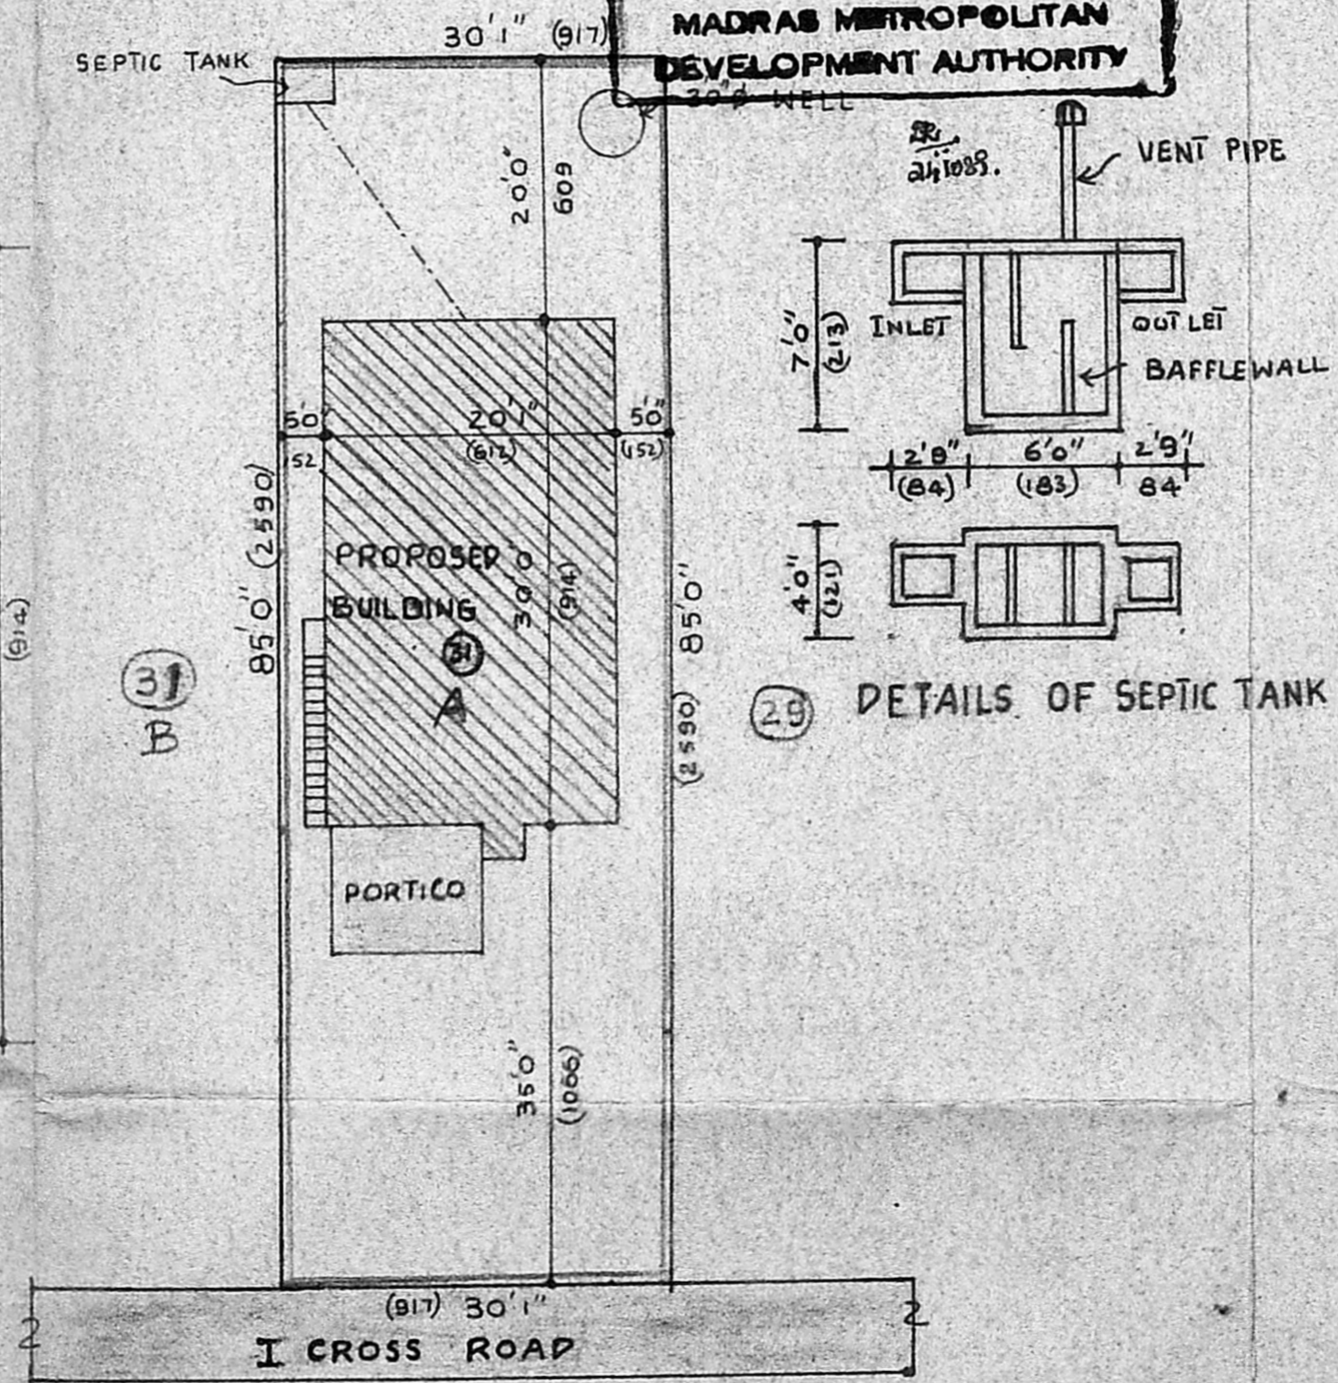 MADRAS METROPOLITAN
DEVELOPMENT AUTHORITY
30'1" (917)
SEPTIC TANK
WELL
VENT PIPE
20'0"
609
7'0"
(213)
INLET
OUTLET
BAFFLEWALL
5'0"
152
20'1"
(612)
5'0"
(152)
2'9"
(84)
6'0"
(183)
2'9"
84
85'0" (2590)
PROPOSED
BUILDING
31
A
30'0
(914)
85'0"
(2590)
4'0"
(121)
(914)
31
B
29
DETAILS OF SEPTIC TANK
PORTICO
35'0"
(1066)
(917) 30'1"
2
2
I CROSS ROAD